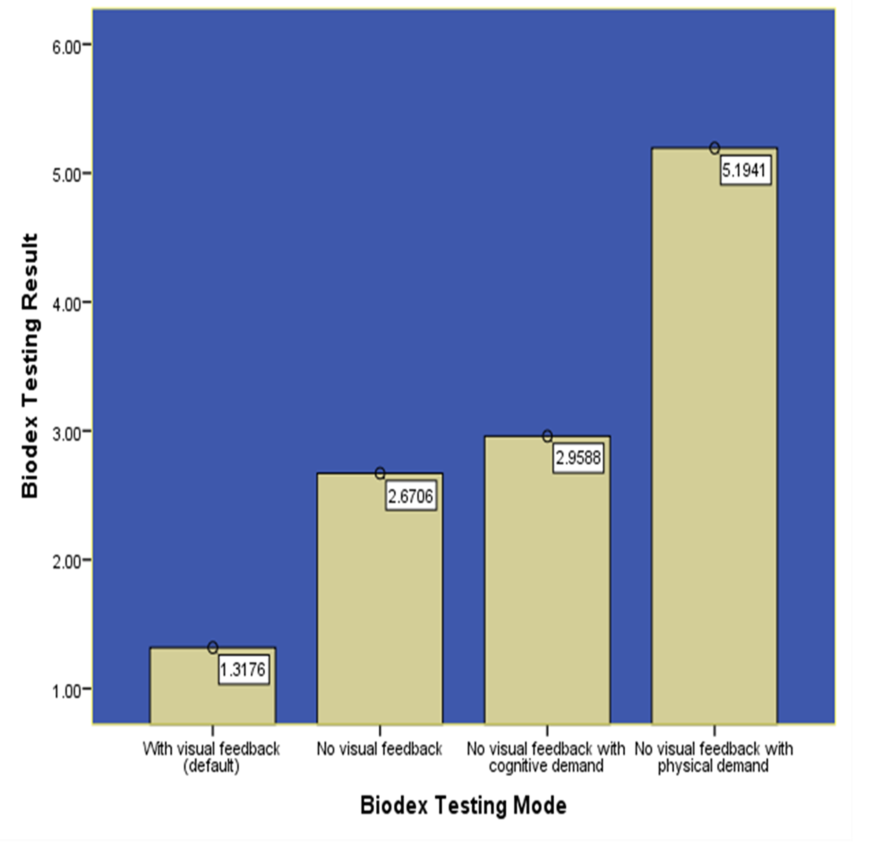 6.00
5.00
4.00
3.00
2.00
1.00
Biodex Testing Result
1.3176
2.6706
2.9588
5.1941
With visual feedback
(default)
No visual feedback
No visual feedback with
cognitive demand
No visual feedback with
physical demand
Biodex Testing Mode